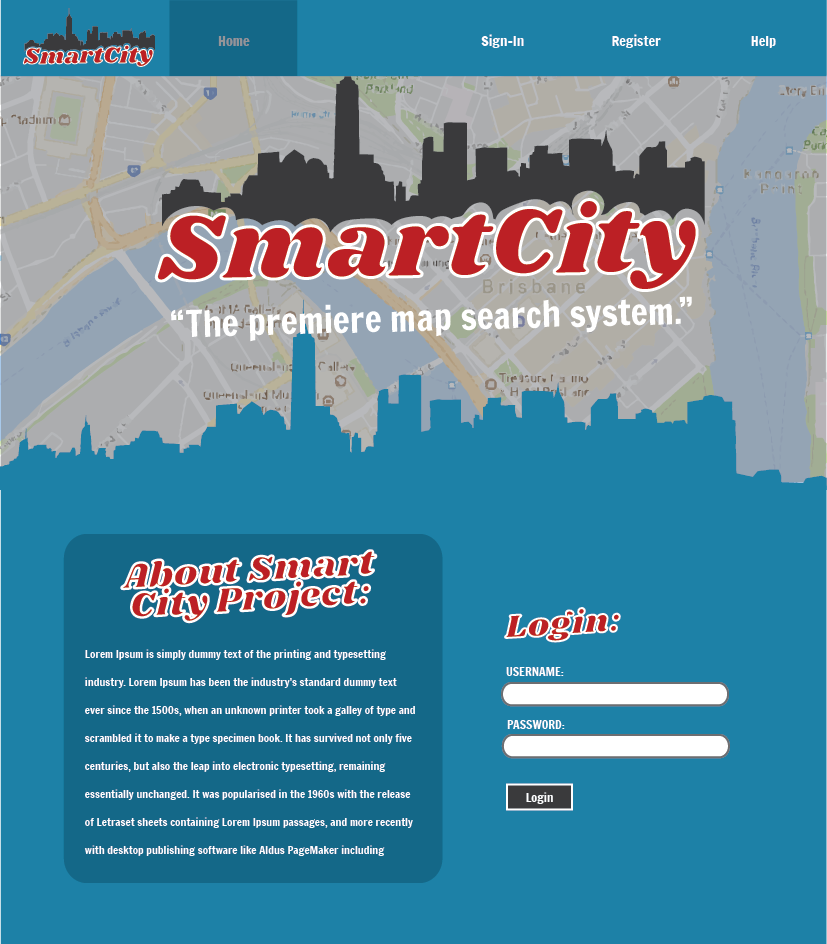 SmartCity
Home
Sign-In
Register
Help
Parkland
Stadium
Kangaroo
Point
SmartCity
Brisbane
“The premiere map search system.”
Gallery
Queensland Museum
Treasury Casino
About Smart
City Project:
Lorem Ipsum is simply dummy text of the printing and typesetting
industry. Lorem Ipsum has been the industry's standard dummy text
ever since the 1500s, when an unknown printer took a galley of type and
scrambled it to make a type specimen book. It has survived not only five
centuries, but also the leap into electronic typesetting, remaining
essentially unchanged. It was popularised in the 1960s with the release
of Letraset sheets containing Lorem Ipsum passages, and more recently
with desktop publishing software like Aldus PageMaker including
Login:
USERNAME:
PASSWORD:
Login